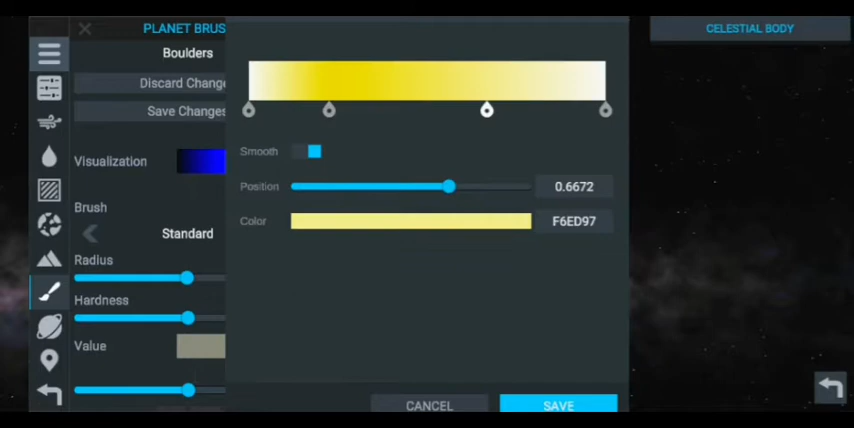 PLANET BRUS
CELESTIAL BODY
Boulders
Discard Change
Save Changes
Smooth
Visualization
Position
0.6672
Brush
Color
F6ED97
Standard
Radius
Hardness
Value
CANCEL
SAVE